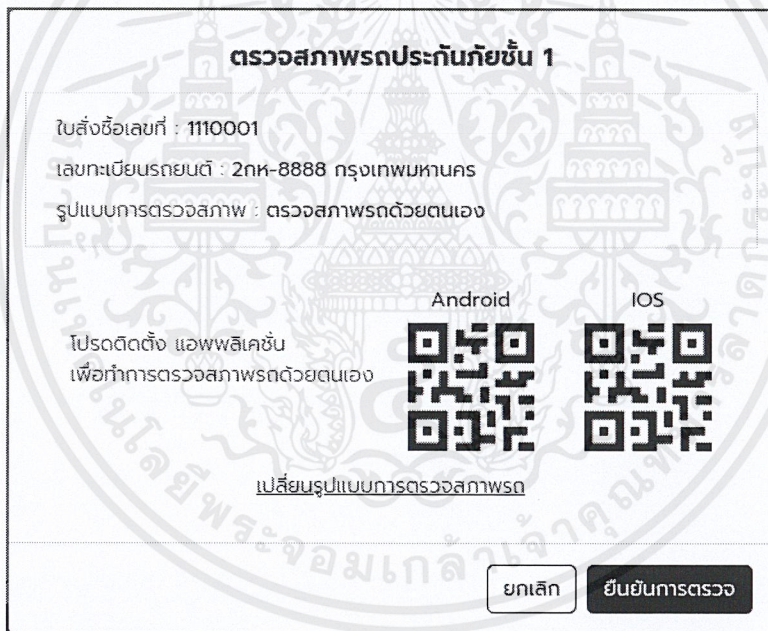 ตรวจสภาพรถประกันภัยชั้น 1
ใบสั่งซื้อเลขที่ : 1110001
เลขทะเบียนรถยนต์ : 2กห-8888 กรุงเทพมหานคร
รูปแบบการตรวจสภาพ : ตรวจสภาพรถด้วยตนเอง
Android IOS
โปรดติดตั้ง แอพพลิเคชั่น
เพื่อทำการตรวจสภาพรถด้วยตนเอง
เปลี่ยนรูปแบบการตรวจสภาพรถ
ยกเลิก ยืนยันการตรวจ